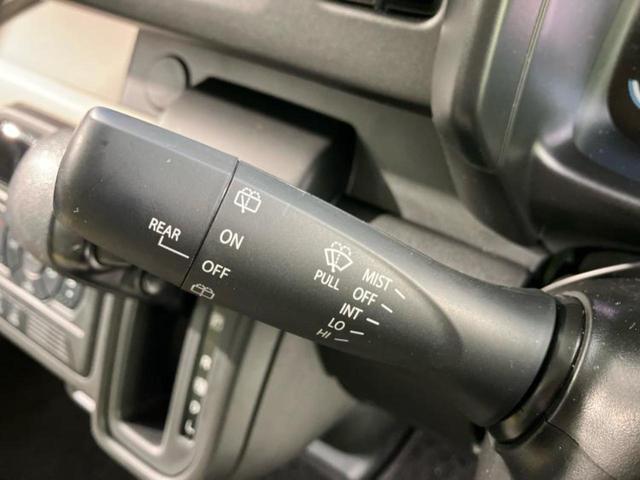 REAR
ON
OFF
PULL
MIST
OFF
INT
LO
HI